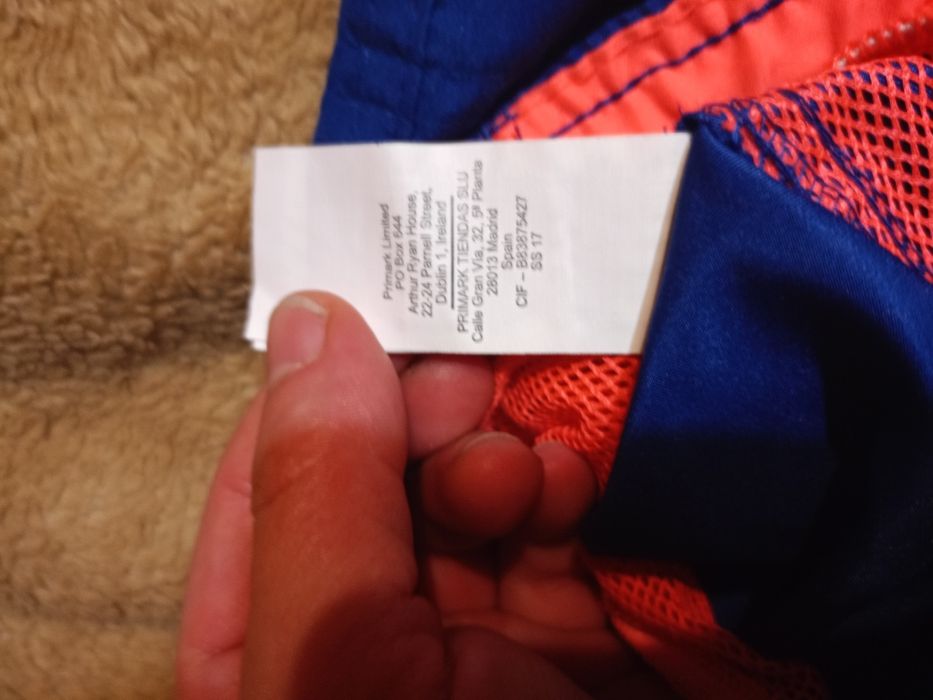 Primark Limited
PO Box 644
Arthur Ryan House,
22-24 Parnell Street,
Dublin 1, Ireland
PRIMARK TIENDAS SLU
Calle Gran Vía, 32, 5ª Planta
28013 Madrid
Spain
CIF – B83875427
SS 17